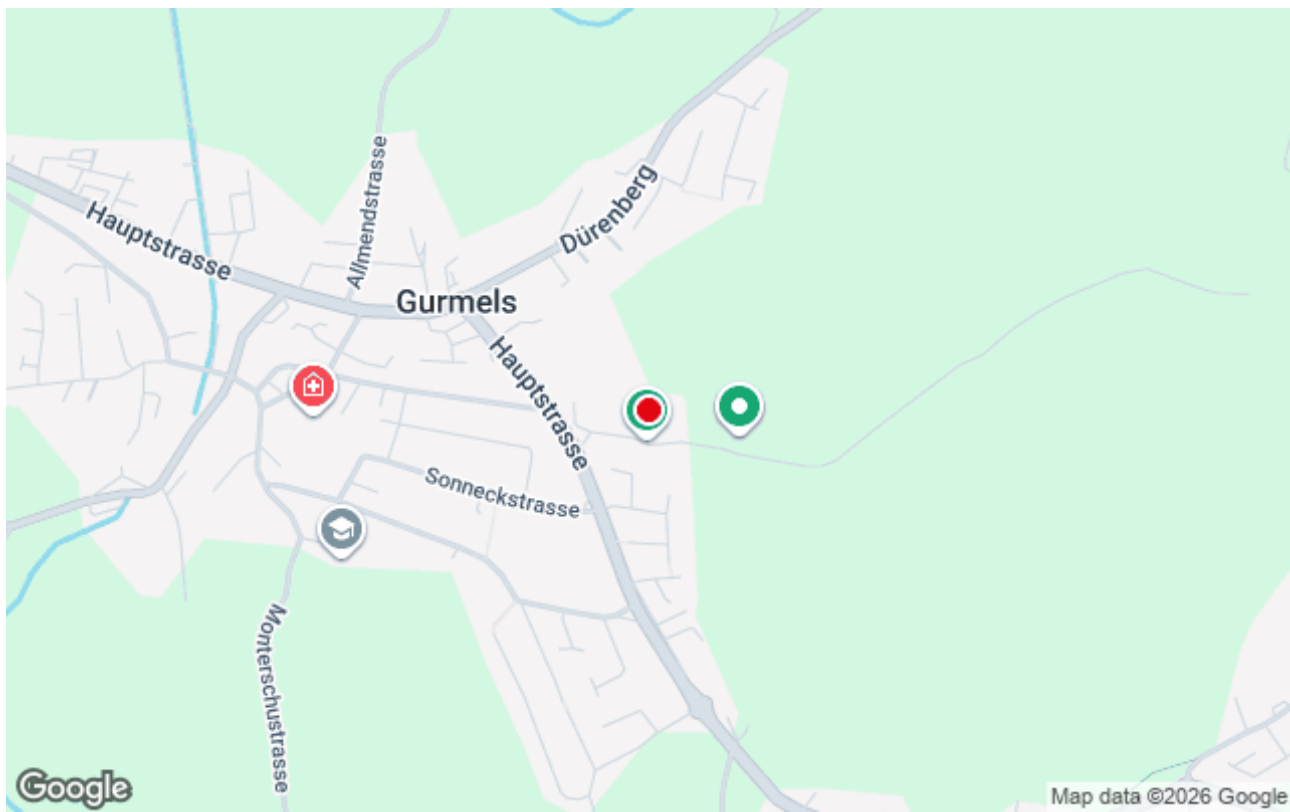 Dürenberg
Allmendstrasse
Hauptstrasse
Gurmels
Hauptstrasse
Sonneckstrasse
Monterschustrasse
Google
Map data ©2026 Google